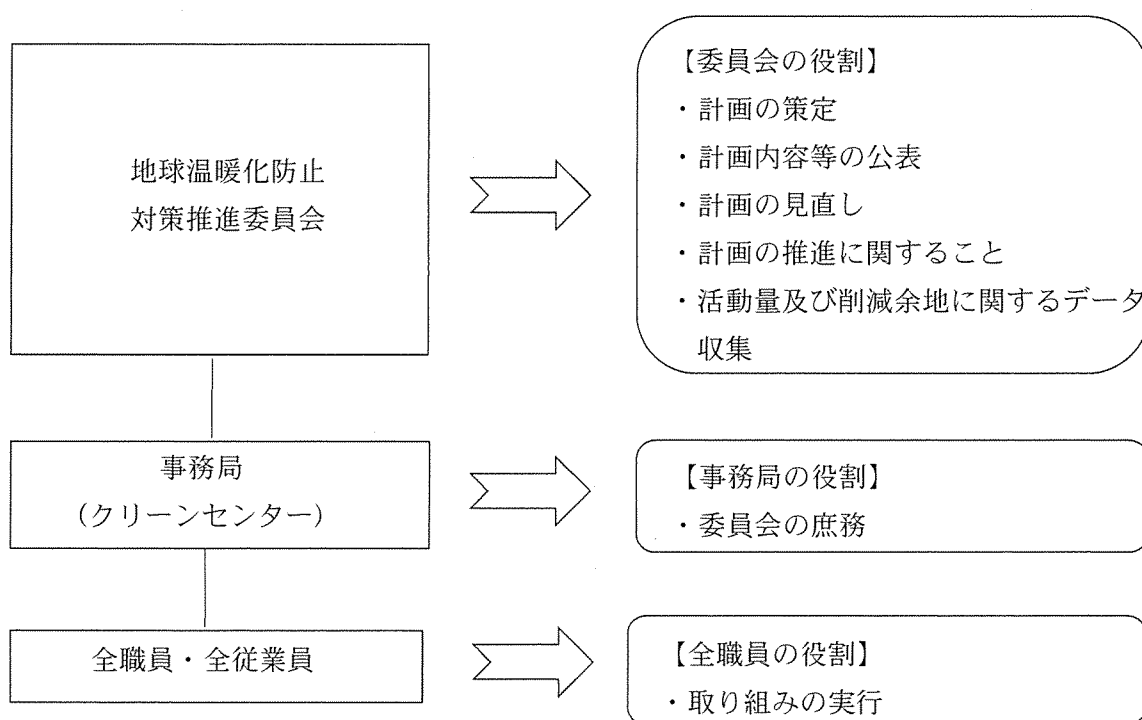 地球温暖化防止
対策推進委員会
【委員会の役割】
・計画の策定
・計画内容等の公表
・計画の見直し
・計画の推進に関すること
・活動量及び削減余地に関するデータ
収集
事務局
（クリーンセンター）
【事務局の役割】
・委員会の庶務
全職員・全従業員
【全職員の役割】
・取り組みの実行